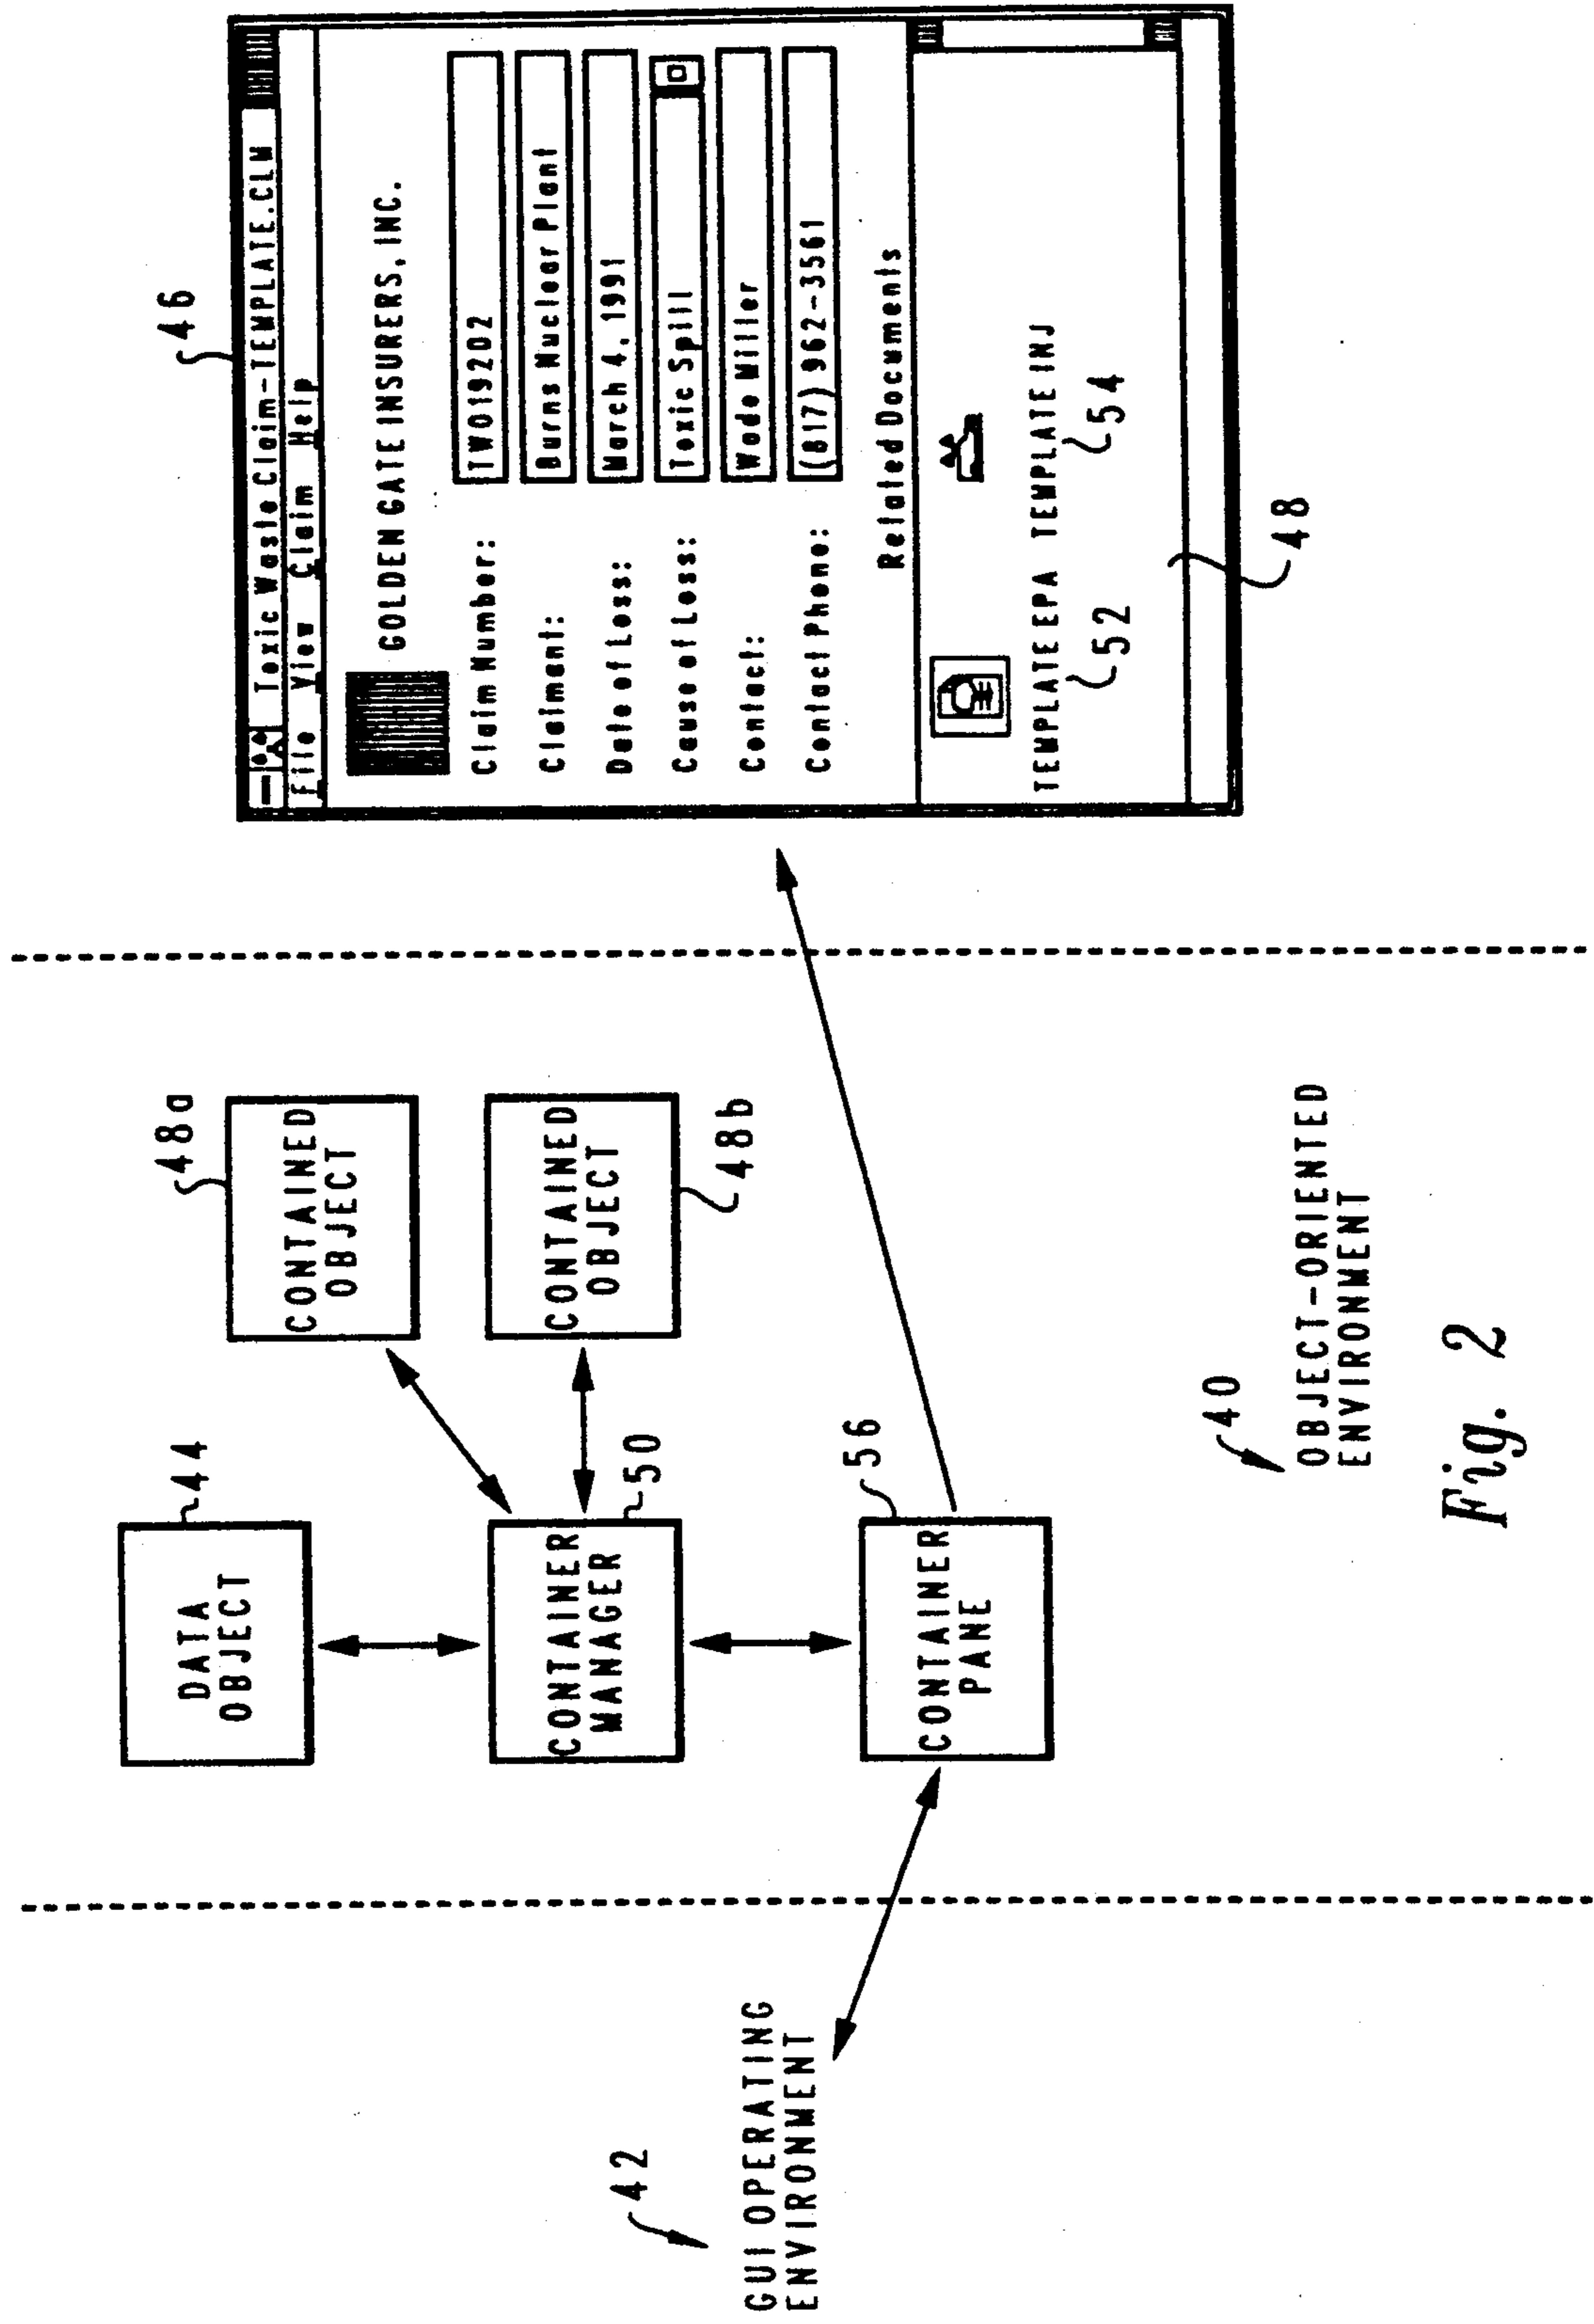 42
GUI OPERATING
ENVIRONMENT
44
DATA
OBJECT
48a
CONTAINED
OBJECT
CONTAINER
MANAGER
50
CONTAINED
OBJECT
48b
56
CONTAINER
PANE
40
OBJECT-ORIENTED
ENVIRONMENT
46
Toxic Waste Claim-TEMPLATE.CLM
File View Claim Help
GOLDEN GATE INSURERS, INC.
Claim Number: TW019202
Claimant: Burns Nuclear Plant
Date of Loss: March 4, 1991
Cause of Loss: Toxic Spill
Contact: Wade Miller
Contact Phone: (817) 962-3561
Related Documents
TEMPLATE EPA TEMPLATE INJ
52 54
48
Fig. 2